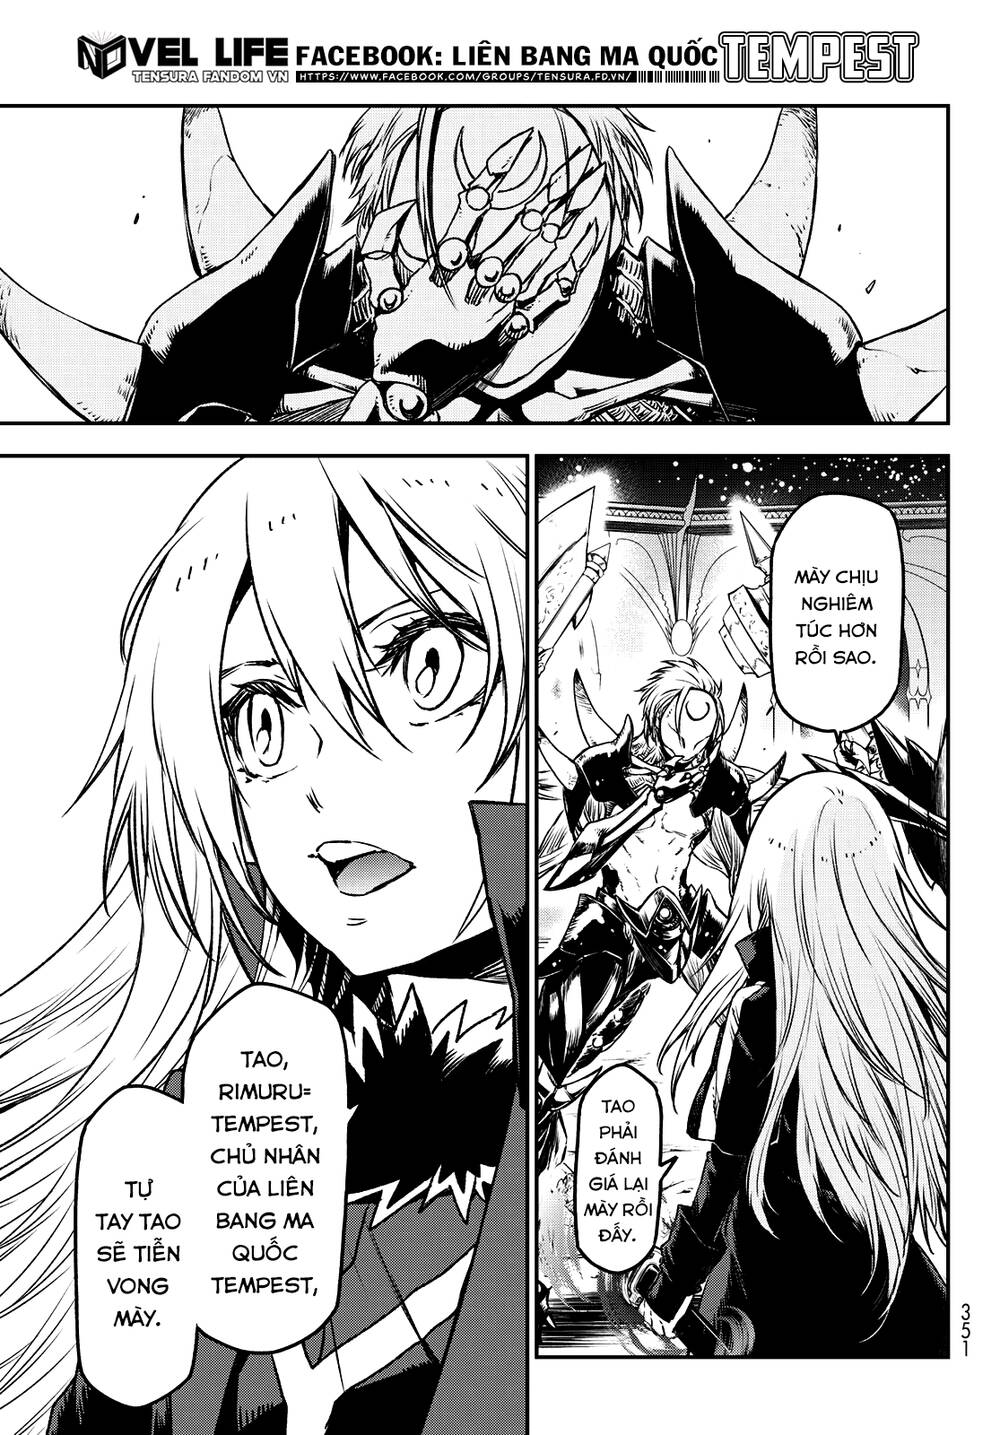 NOVEL LIFE
TENSURA FANDOM VN
FACEBOOK: LIÊN BANG MA QUỐC
HTTPS://WWW.FACEBOOK.COM/GROUPS/TENSURA.FD.VN/
TEMPEST
MÀY CHỊU
NGHIÊM
TÚC HƠN
RỒI SAO.
TAO
PHẢI
ĐÁNH
GIÁ LẠI
MÀY RỒI
ĐẤY.
TAO,
RIMURU=
TEMPEST,
CHỦ NHÂN
CỦA LIÊN
BANG MA
QUỐC
TEMPEST,
TỰ
TAY TAO
SẼ TIỄN
VONG
MÀY.
351